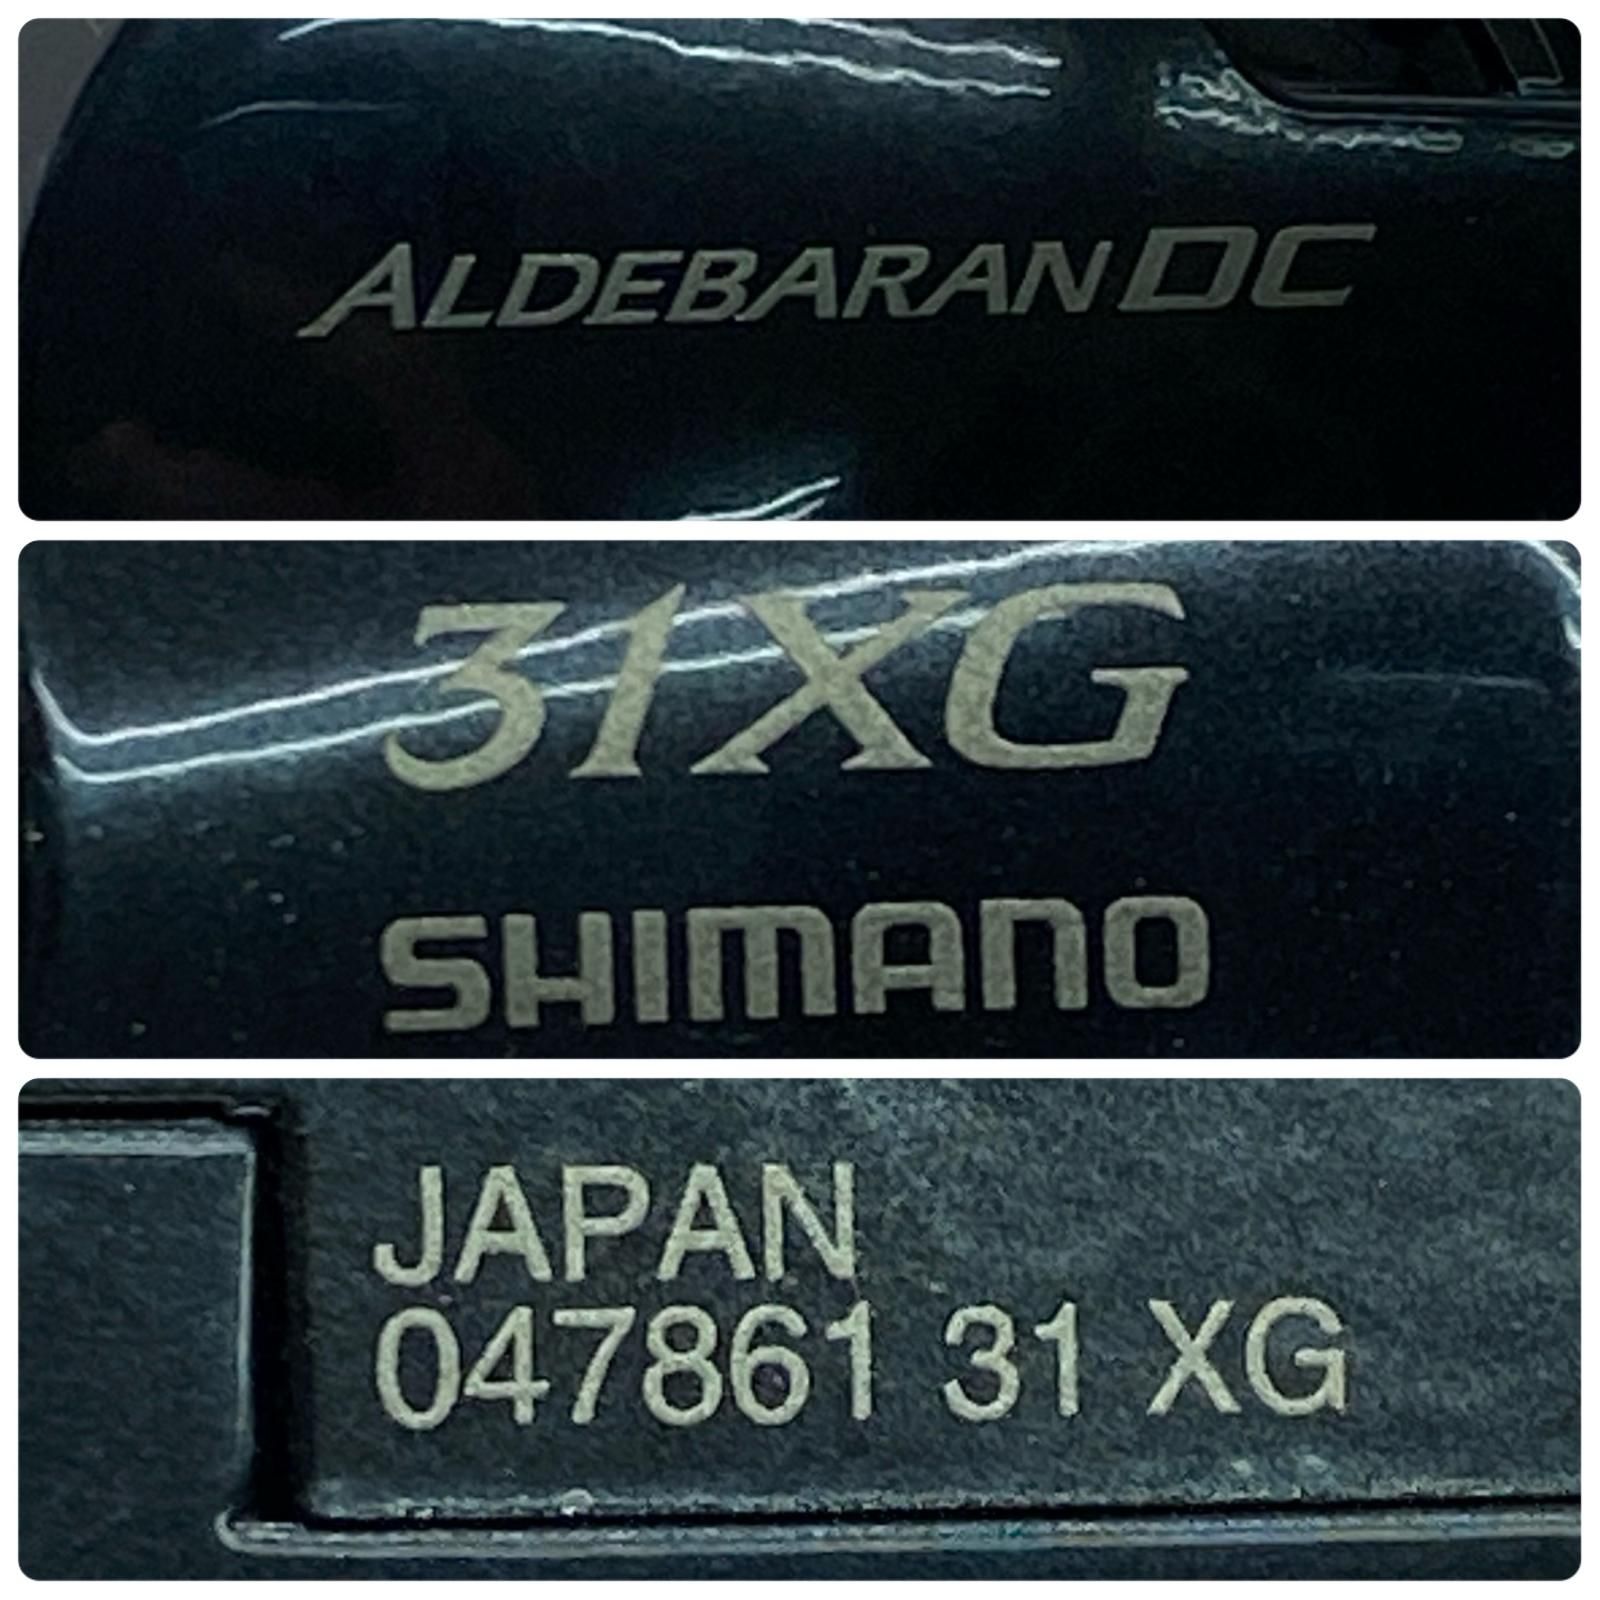 ALDEBARAN DC
31XG
SHIMANO
JAPAN
047861 31 XG